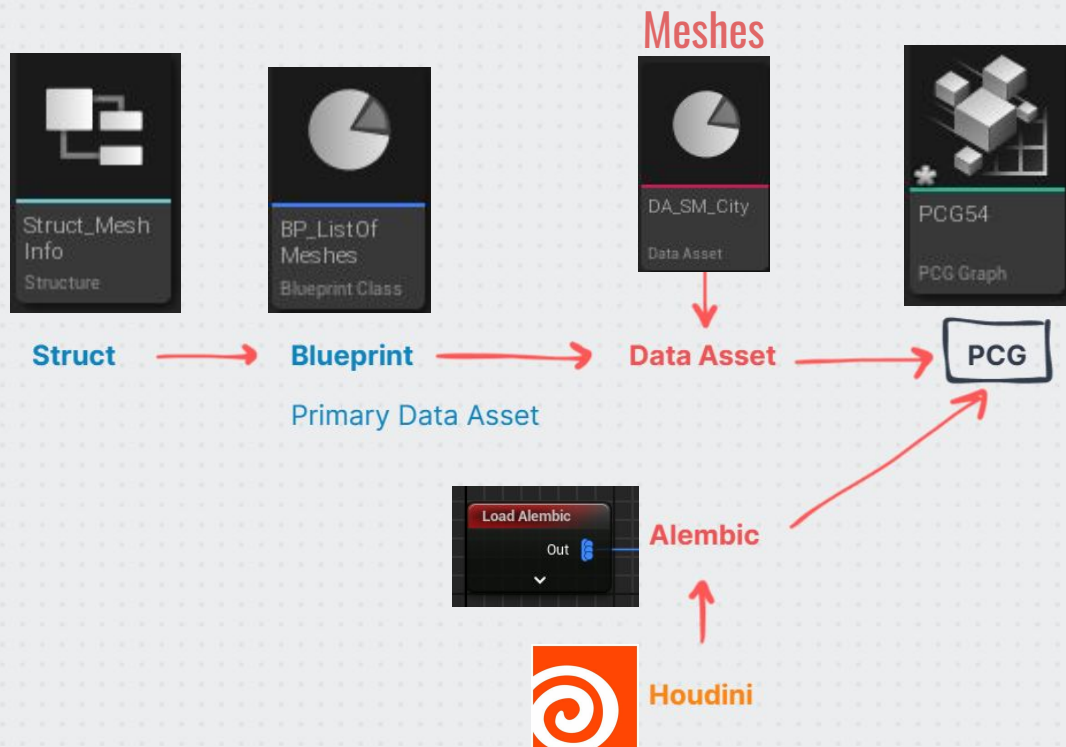 Meshes
Struct_Mesh
Info
Structure
BP_ListOf
Meshes
Blueprint Class
DA_SM_City
Data Asset
PCG54
PCG Graph
Struct
Blueprint
Data Asset
PCG
Primary Data Asset
Load Alembic
Out
Alembic
Houdini